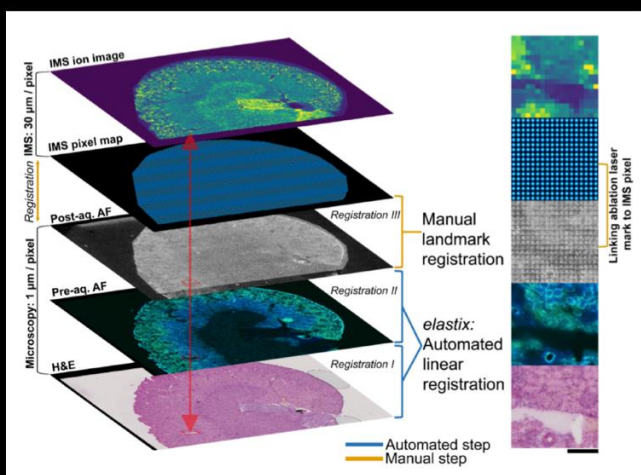 IMS ion image
IMS: 30 µm / pixel
IMS pixel map
Registration
Post-aq. AF
Registration III
Manual
landmark
registration
Microscopy: 1 µm / pixel
Pre-aq. AF
Registration II
elastix:
Automated
linear
registration
H&E
Registration I
Automated step
Manual step
Linking ablation laser
mark to IMS pixel